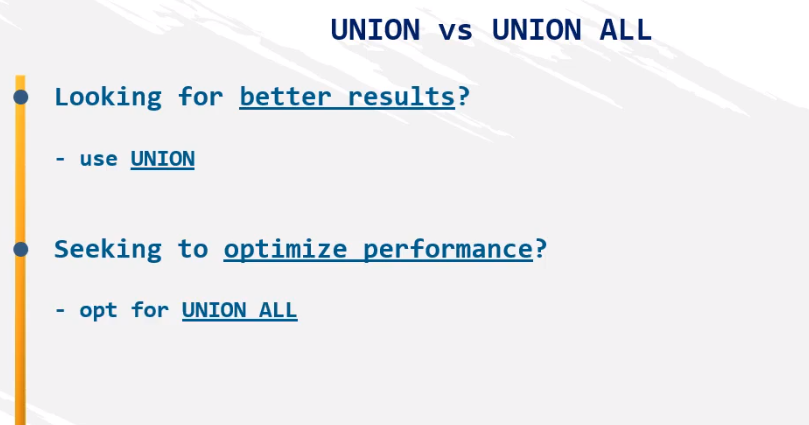 UNION vs UNION ALL
Looking for better results?
- use UNION
Seeking to optimize performance?
- opt for UNION ALL